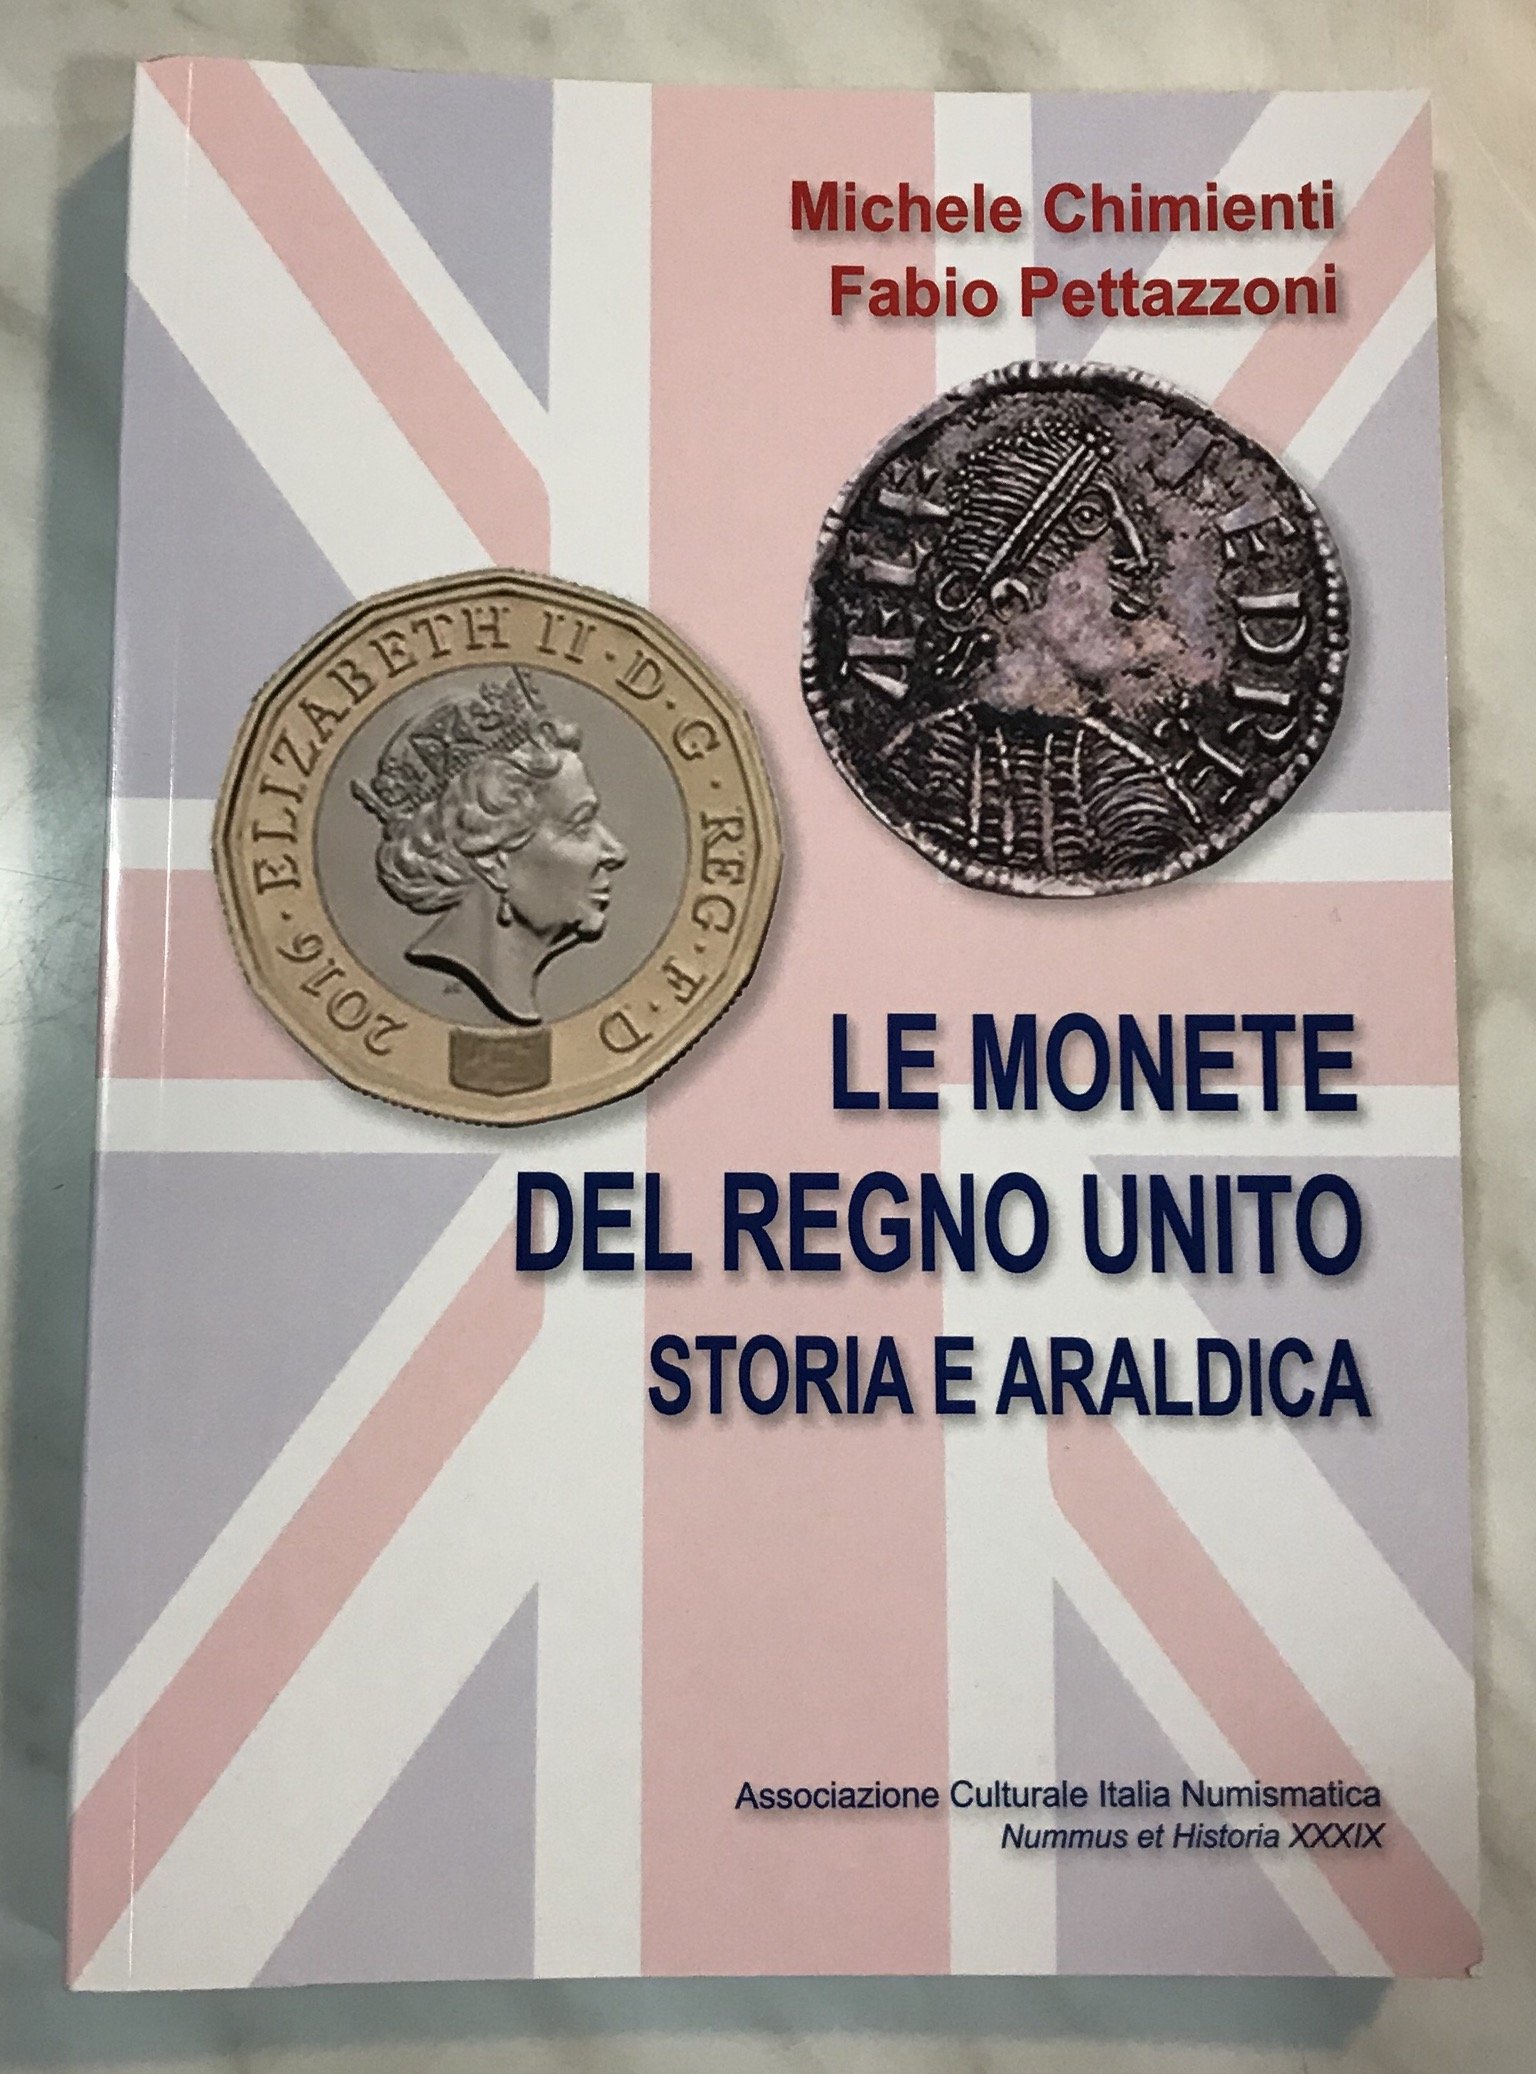 Michele Chimienti
Fabio Pettazzoni
2016 · ELIZABETH II · D · G · REG · F · D
LE MONETE
DEL REGNO UNITO
STORIA E ARALDICA
Associazione Culturale Italia Numismatica
Nummus et Historia XXXIX